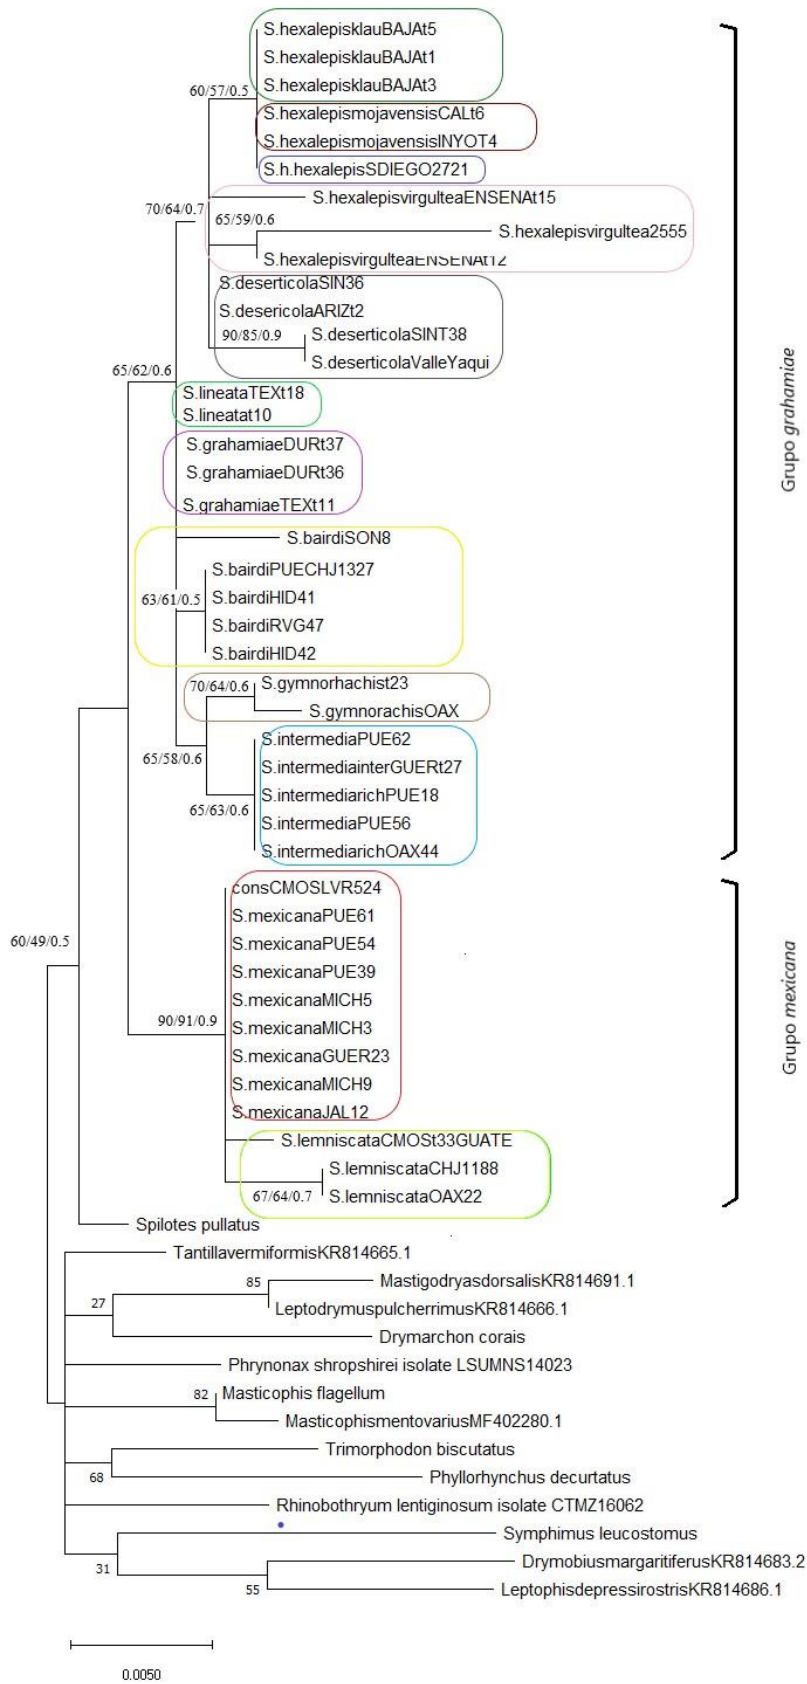 S.hexalepisklauBAJAt5
S.hexalepisklauBAJAt1
S.hexalepisklauBAJAt3
60/57/0.5
S.hexalepismojavensisCALt6
S.hexalepismojavensisINYOT4
S.h.hexalepisSDIEGO2721
S.hexalepisvirgulteaENSENAt15
70/64/0.7
65/59/0.6
S.hexalepisvirgultea2555
S.hexalepisvirgulteaENSENAt12
S.deserticolaSIN36
S.desericolaARIZt2
90/85/0.9
S.deserticolaSINT38
S.deserticolaValleYaqui
65/62/0.6
S.lineataTEXt18
S.lineatat10
S.grahamiaeDURt37
S.grahamiaeDURt36
S.grahamiaeTEXt11
S.bairdiSON8
S.bairdiPUECHJ1327
63/61/0.5
S.bairdiHID41
S.bairdiRVG47
S.bairdiHID42
70/64/0.6
S.gymnorhachist23
S.gymnorachisOAX
S.intermediaPUE62
65/58/0.6
S.intermediainterGUERt27
S.intermediarichPUE18
65/63/0.6
S.intermediaPUE56
S.intermediarichOAX44
Grupo grahamiae
consCMOSLVR524
S.mexicanaPUE61
S.mexicanaPUE54
60/49/0.5
S.mexicanaPUE39
S.mexicanaMICH5
90/91/0.9
S.mexicanaMICH3
S.mexicanaGUER23
S.mexicanaMICH9
S.mexicanaJAL12
S.lemniscataCMOSt33GUATE
S.lemniscataCHJ1188
67/64/0.7
S.lemniscataOAX22
Grupo mexicana
Spilotes pullatus
TantillavermiformisKR814665.1
85
MastigodryasdorsalisKR814691.1
27
LeptodrymuspulcherrimusKR814666.1
Drymarchon corais
Phrynonax shropshirei isolate LSUMNS14023
82
Masticophis flagellum
MasticophismentovariusMF402280.1
Trimorphodon biscutatus
68
Phyllorhynchus decurtatus
Rhinobothryum lentiginosum isolate CTMZ16062
Symphimus leucostomus
31
DrymobiusmargaritiferusKR814683.2
55
LeptophisdepressirostrisKR814686.1
0.0050